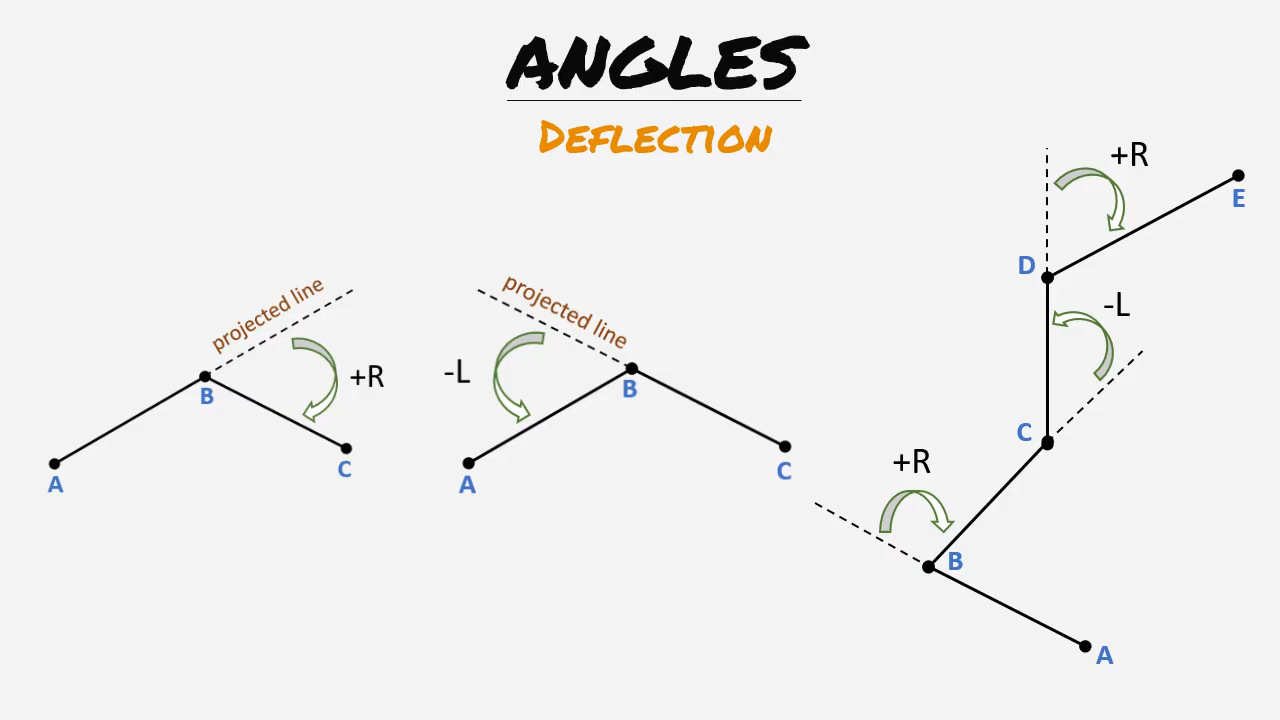 ANGLES
DEFLECTION
projected line
B
+R
A
C
projected line
-L
B
A
C
+R
E
D
-L
C
+R
B
A